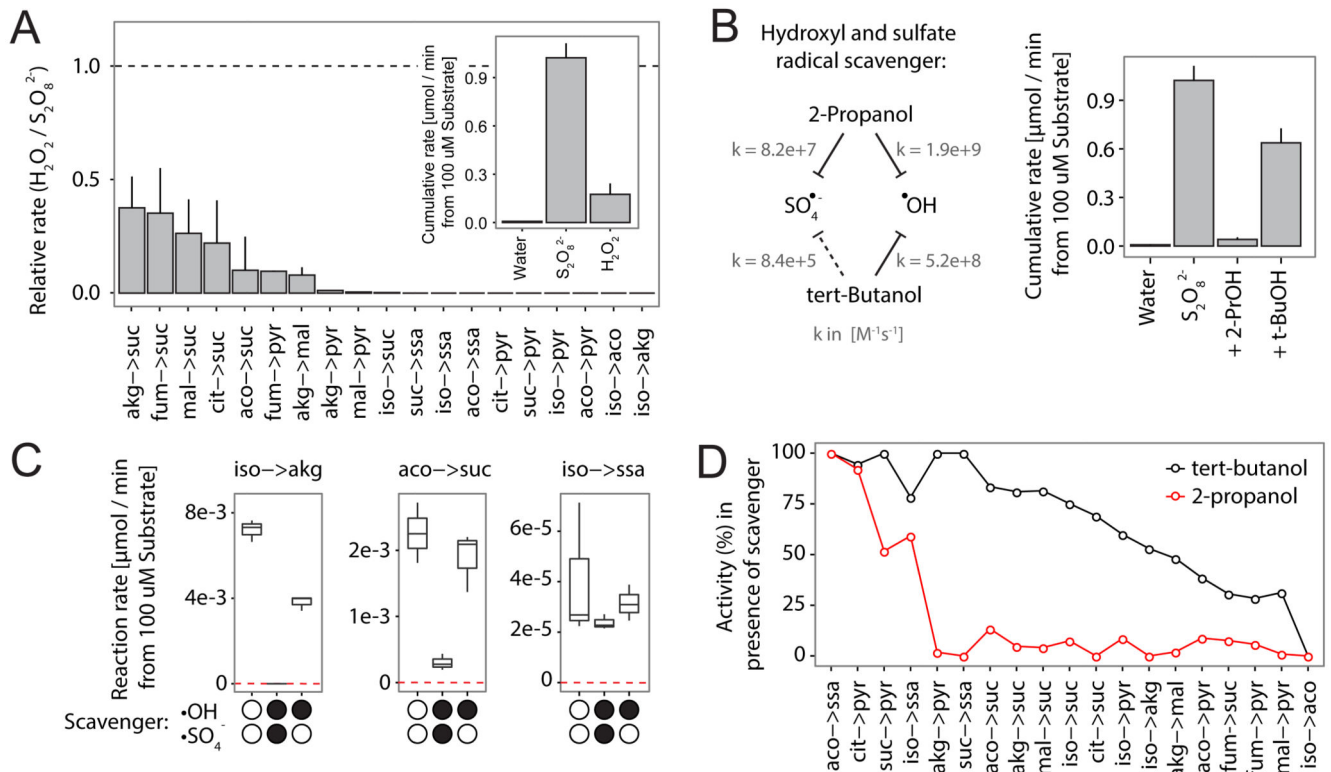 A
Relative rate (H2O2 / S2O8 2-)
1.0
0.5
0.0
akg->suc
fum->suc
mal->suc
cit->suc
aco->suc
fum->pyr
akg->mal
akg->pyr
mal->pyr
iso->suc
suc->ssa
iso->ssa
aco->ssa
cit->pyr
suc->pyr
iso->pyr
aco->pyr
iso->aco
iso->akg
Cumulative rate [μmol / min
from 100 uM Substrate]
0.9
0.6
0.3
0.0
Water
S2O8 2-
H2O2
B
Hydroxyl and sulfate
radical scavenger:
2-Propanol
k = 8.2e+7
k = 1.9e+9
SO4•-
•OH
k = 8.4e+5
k = 5.2e+8
tert-Butanol
k in [M-1s-1]
Cumulative rate [μmol / min
from 100 uM Substrate]
0.9
0.6
0.3
0.0
Water
S2O8 2-
+ 2-PrOH
+ t-BuOH
C
Reaction rate [μmol / min
from 100 uM Substrate]
iso->akg
8e-3
4e-3
0
aco->suc
2e-3
1e-3
0
iso->ssa
6e-5
4e-5
2e-5
0
Scavenger:
•OH
•SO4-
D
Activity (%) in
presence of scavenger
100
75
50
25
0
tert-butanol
2-propanol
aco->ssa
cit->pyr
suc->pyr
iso->ssa
akg->pyr
suc->ssa
aco->suc
akg->suc
mal->suc
iso->suc
cit->suc
iso->pyr
iso->akg
akg->mal
aco->pyr
fum->suc
fum->pyr
mal->pyr
iso->aco